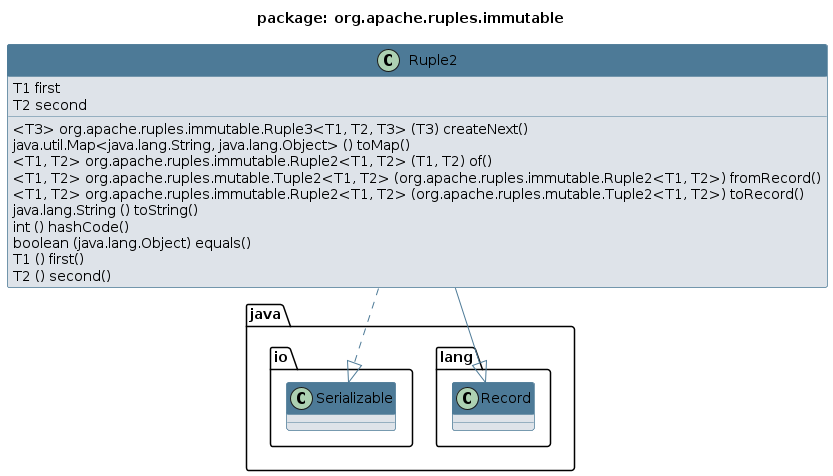 package: org.apache.ruples.immutable
C Ruple2
T1 first
T2 second
<T3> org.apache.ruples.immutable.Ruple3<T1, T2, T3> (T3) createNext()
java.util.Map<java.lang.String, java.lang.Object> () toMap()
<T1, T2> org.apache.ruples.immutable.Ruple2<T1, T2> (T1, T2) of()
<T1, T2> org.apache.ruples.mutable.Tuple2<T1, T2> (org.apache.ruples.immutable.Ruple2<T1, T2>) fromRecord()
<T1, T2> org.apache.ruples.immutable.Ruple2<T1, T2> (org.apache.ruples.mutable.Tuple2<T1, T2>) toRecord()
java.lang.String () toString()
int () hashCode()
boolean (java.lang.Object) equals()
T1 () first()
T2 () second()
java
io
lang
C Serializable
C Record